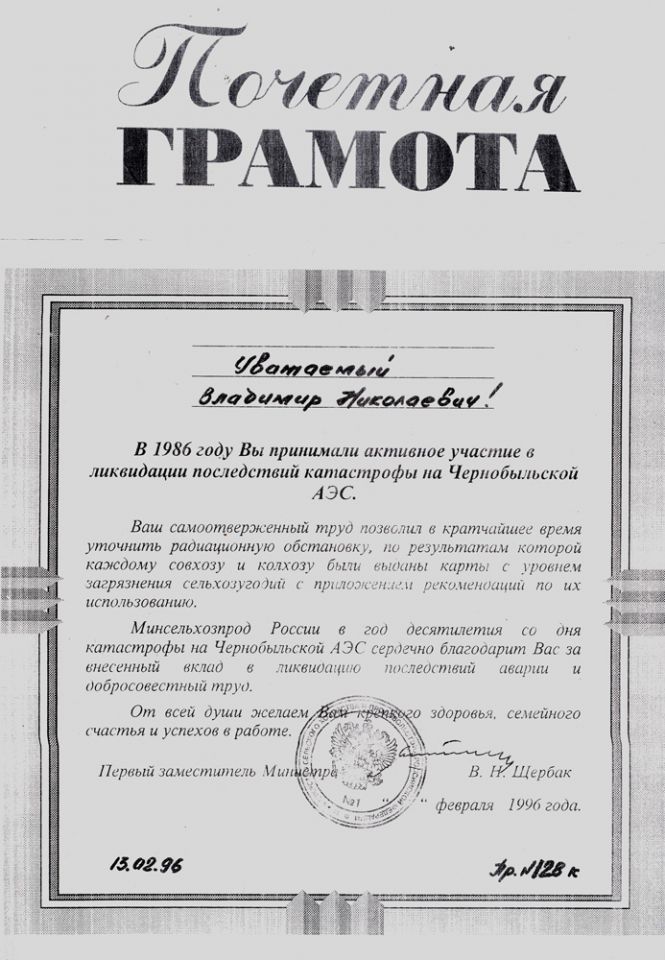 Почетная
ГРАМОТА
Уважаемый
Владимир Николаевич!
В 1986 году Вы принимали активное участие в
ликвидации последствий катастрофы на Чернобыльской
АЭС.
Ваш самоотверженный труд позволил в кратчайшее время
уточнить радиационную обстановку, по результатам которой
каждому совхозу и колхозу были выданы карты с уровнем
загрязнения сельхозугодий с приложением рекомендаций по их
использованию.
Минсельхозпрод России в год десятилетия со дня
катастрофы на Чернобыльской АЭС сердечно благодарит Вас за
внесенный вклад в ликвидацию последствий аварии и
добросовестный труд.
От всей души желаем Вам крепкого здоровья, семейного
счастья и успехов в работе.
Первый заместитель Министра В. Н. Щербак
№1
" " февраля 1996 года.
13.02.96 Пр. №12В к